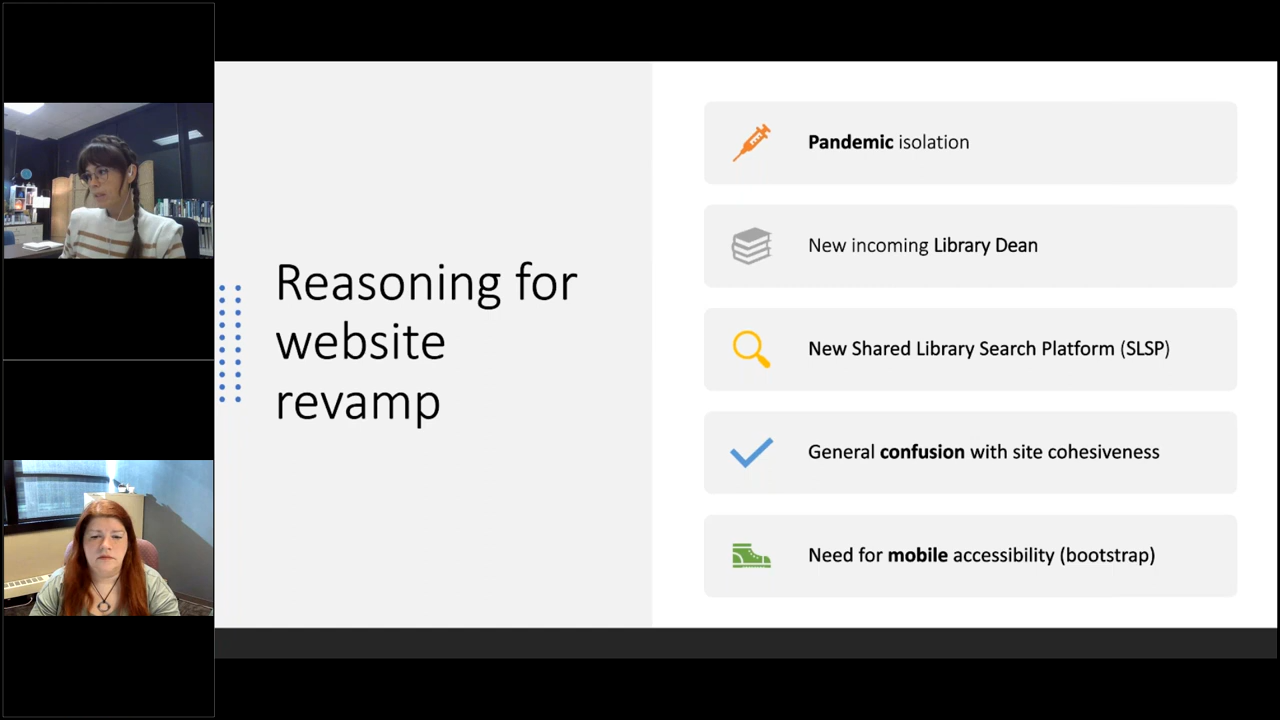 Reasoning for
website
revamp
Pandemic isolation
New incoming Library Dean
New Shared Library Search Platform (SLSP)
General confusion with site cohesiveness
Need for mobile accessibility (bootstrap)